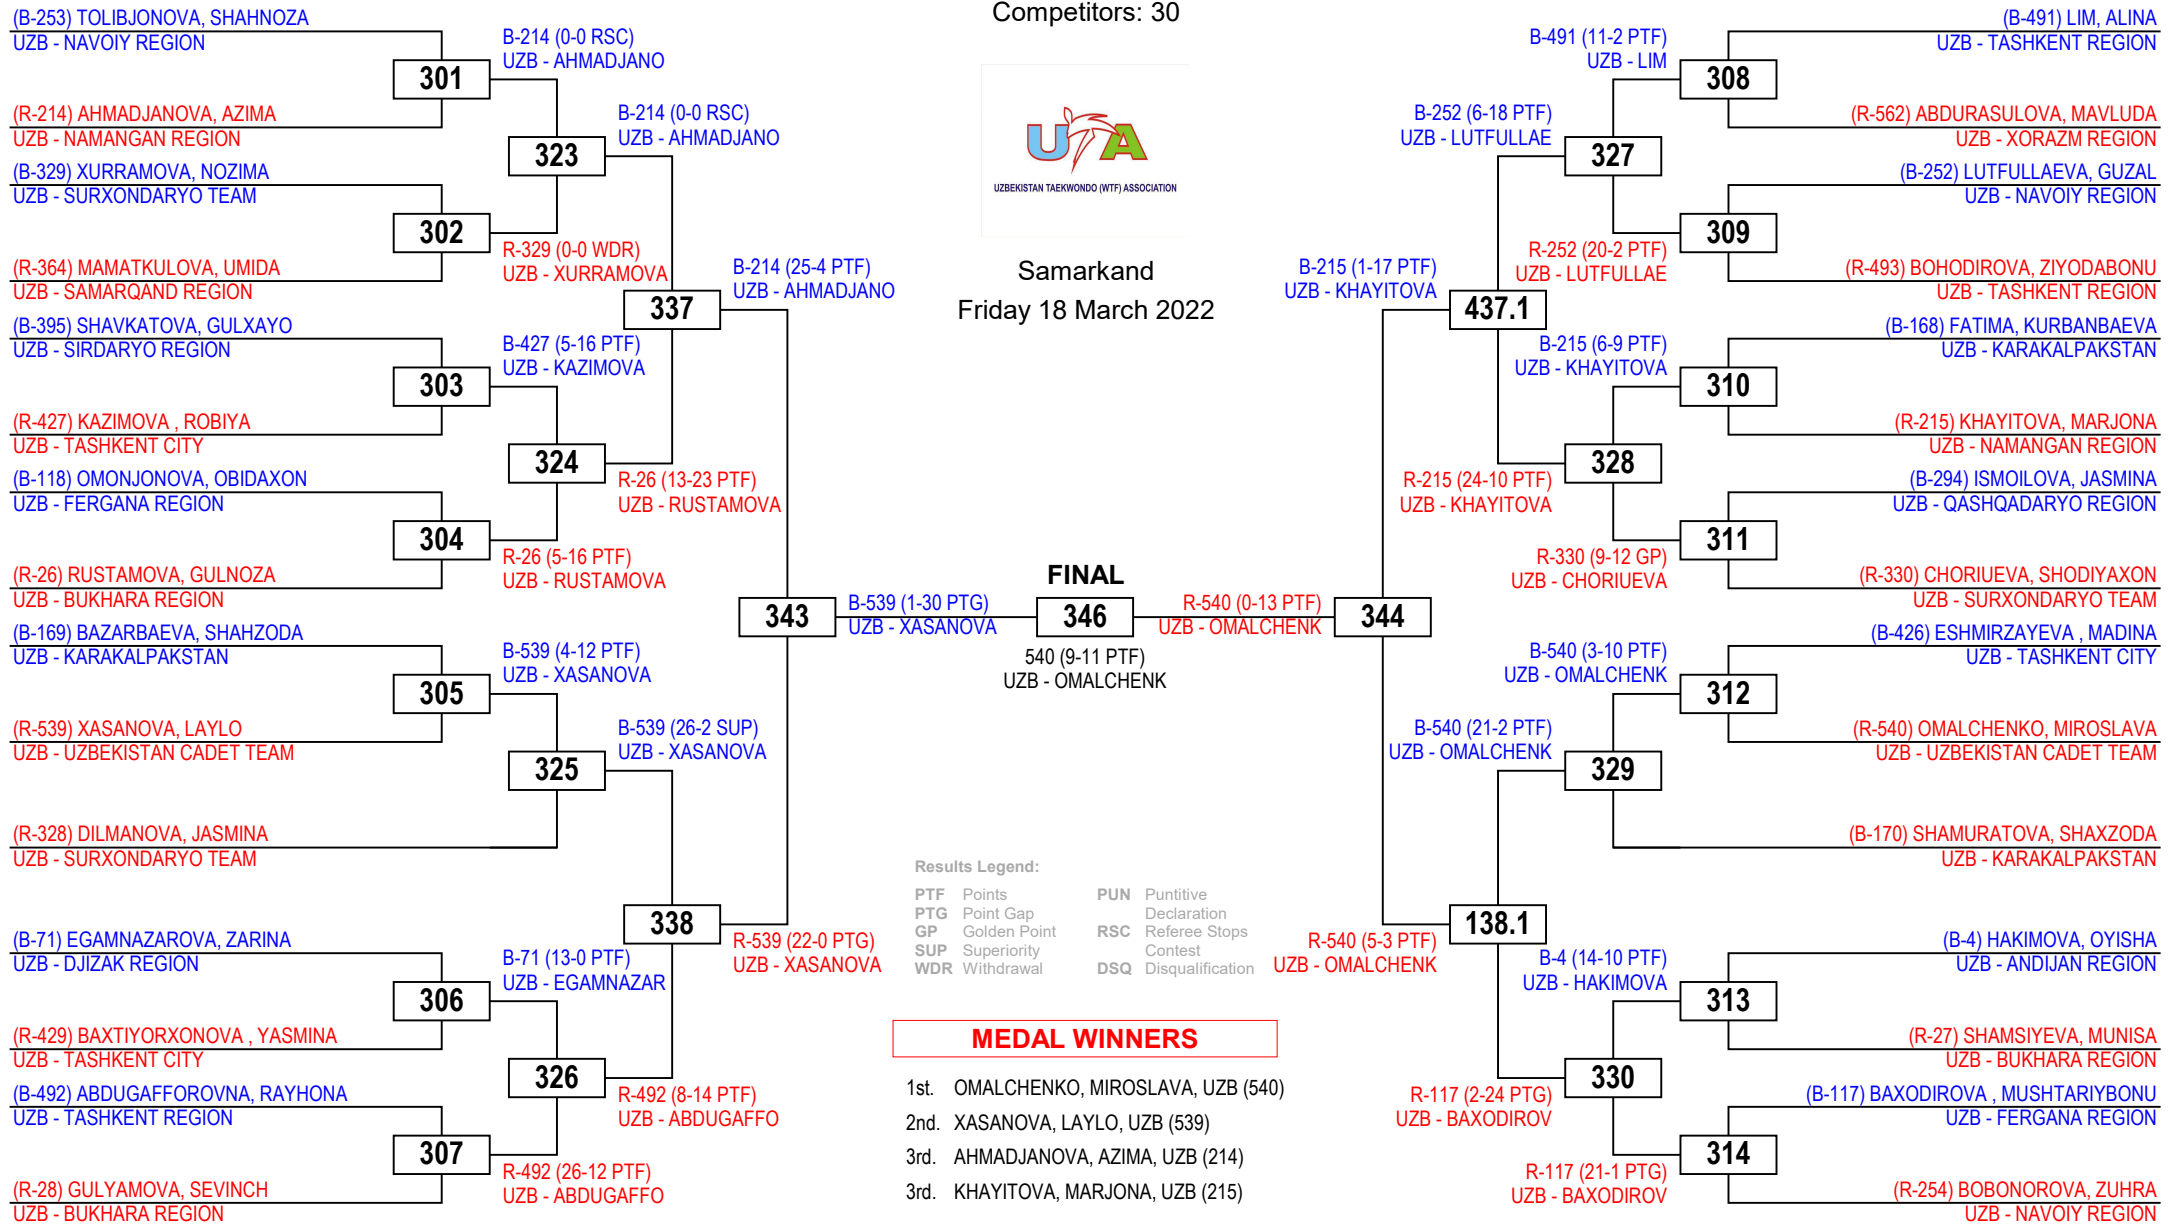 Competitors: 30
UTA
UZBEKISTAN TAEKWONDO (WTF) ASSOCIATION
Samarkand
Friday 18 March 2022
(B-253) TOLIBJONOVA, SHAHNOZA
UZB - NAVOIY REGION
301
(R-214) AHMADJANOVA, AZIMA
UZB - NAMANGAN REGION
(B-329) XURRAMOVA, NOZIMA
UZB - SURXONDARYO TEAM
302
(R-364) MAMATKULOVA, UMIDA
UZB - SAMARQAND REGION
(B-395) SHAVKATOVA, GULXAYO
UZB - SIRDARYO REGION
303
(R-427) KAZIMOVA , ROBIYA
UZB - TASHKENT CITY
(B-118) OMONJONOVA, OBIDAXON
UZB - FERGANA REGION
304
(R-26) RUSTAMOVA, GULNOZA
UZB - BUKHARA REGION
(B-169) BAZARBAEVA, SHAHZODA
UZB - KARAKALPAKSTAN
305
(R-539) XASANOVA, LAYLO
UZB - UZBEKISTAN CADET TEAM
(R-328) DILMANOVA, JASMINA
UZB - SURXONDARYO TEAM
(B-71) EGAMNAZAROVA, ZARINA
UZB - DJIZAK REGION
306
(R-429) BAXTIYORXONOVA , YASMINA
UZB - TASHKENT CITY
(B-492) ABDUGAFFOROVNA, RAYHONA
UZB - TASHKENT REGION
307
(R-28) GULYAMOVA, SEVINCH
UZB - BUKHARA REGION
B-214 (0-0 RSC)
UZB - AHMADJANO
323
R-329 (0-0 WDR)
UZB - XURRAMOVA
B-427 (5-16 PTF)
UZB - KAZIMOVA
324
R-26 (5-16 PTF)
UZB - RUSTAMOVA
B-539 (4-12 PTF)
UZB - XASANOVA
325
B-71 (13-0 PTF)
UZB - EGAMNAZAR
326
R-492 (26-12 PTF)
UZB - ABDUGAFFO
B-214 (0-0 RSC)
UZB - AHMADJANO
337
R-26 (13-23 PTF)
UZB - RUSTAMOVA
B-539 (26-2 SUP)
UZB - XASANOVA
338
R-492 (8-14 PTF)
UZB - ABDUGAFFO
B-214 (25-4 PTF)
UZB - AHMADJANO
343
R-539 (22-0 PTG)
UZB - XASANOVA
B-539 (1-30 PTG)
UZB - XASANOVA
FINAL
346
540 (9-11 PTF)
UZB - OMALCHENK
R-540 (0-13 PTF)
UZB - OMALCHENK
344
B-215 (1-17 PTF)
UZB - KHAYITOVA
437.1
R-540 (5-3 PTF)
UZB - OMALCHENK
138.1
B-252 (6-18 PTF)
UZB - LUTFULLAE
327
R-215 (24-10 PTF)
UZB - KHAYITOVA
328
B-540 (21-2 PTF)
UZB - OMALCHENK
329
R-117 (2-24 PTG)
UZB - BAXODIROV
330
B-491 (11-2 PTF)
UZB - LIM
308
R-252 (20-2 PTF)
UZB - LUTFULLAE
309
B-215 (6-9 PTF)
UZB - KHAYITOVA
310
R-330 (9-12 GP)
UZB - CHORIUEVA
311
B-540 (3-10 PTF)
UZB - OMALCHENK
312
B-4 (14-10 PTF)
UZB - HAKIMOVA
313
R-117 (21-1 PTG)
UZB - BAXODIROV
314
(B-491) LIM, ALINA
UZB - TASHKENT REGION
(R-562) ABDURASULOVA, MAVLUDA
UZB - XORAZM REGION
(B-252) LUTFULLAEVA, GUZAL
UZB - NAVOIY REGION
(R-493) BOHODIROVA, ZIYODABONU
UZB - TASHKENT REGION
(B-168) FATIMA, KURBANBAEVA
UZB - KARAKALPAKSTAN
(R-215) KHAYITOVA, MARJONA
UZB - NAMANGAN REGION
(B-294) ISMOILOVA, JASMINA
UZB - QASHQADARYO REGION
(R-330) CHORIUEVA, SHODIYAXON
UZB - SURXONDARYO TEAM
(B-426) ESHMIRZAYEVA , MADINA
UZB - TASHKENT CITY
(R-540) OMALCHENKO, MIROSLAVA
UZB - UZBEKISTAN CADET TEAM
(B-170) SHAMURATOVA, SHAXZODA
UZB - KARAKALPAKSTAN
(B-4) HAKIMOVA, OYISHA
UZB - ANDIJAN REGION
(R-27) SHAMSIYEVA, MUNISA
UZB - BUKHARA REGION
(B-117) BAXODIROVA , MUSHTARIYBONU
UZB - FERGANA REGION
(R-254) BOBONOROVA, ZUHRA
UZB - NAVOIY REGION
Results Legend:
PTF Points
PTG Point Gap
GP Golden Point
SUP Superiority
WDR Withdrawal
PUN Puntitive
Declaration
RSC Referee Stops
Contest
DSQ Disqualification
MEDAL WINNERS
1st. OMALCHENKO, MIROSLAVA, UZB (540)
2nd. XASANOVA, LAYLO, UZB (539)
3rd. AHMADJANOVA, AZIMA, UZB (214)
3rd. KHAYITOVA, MARJONA, UZB (215)